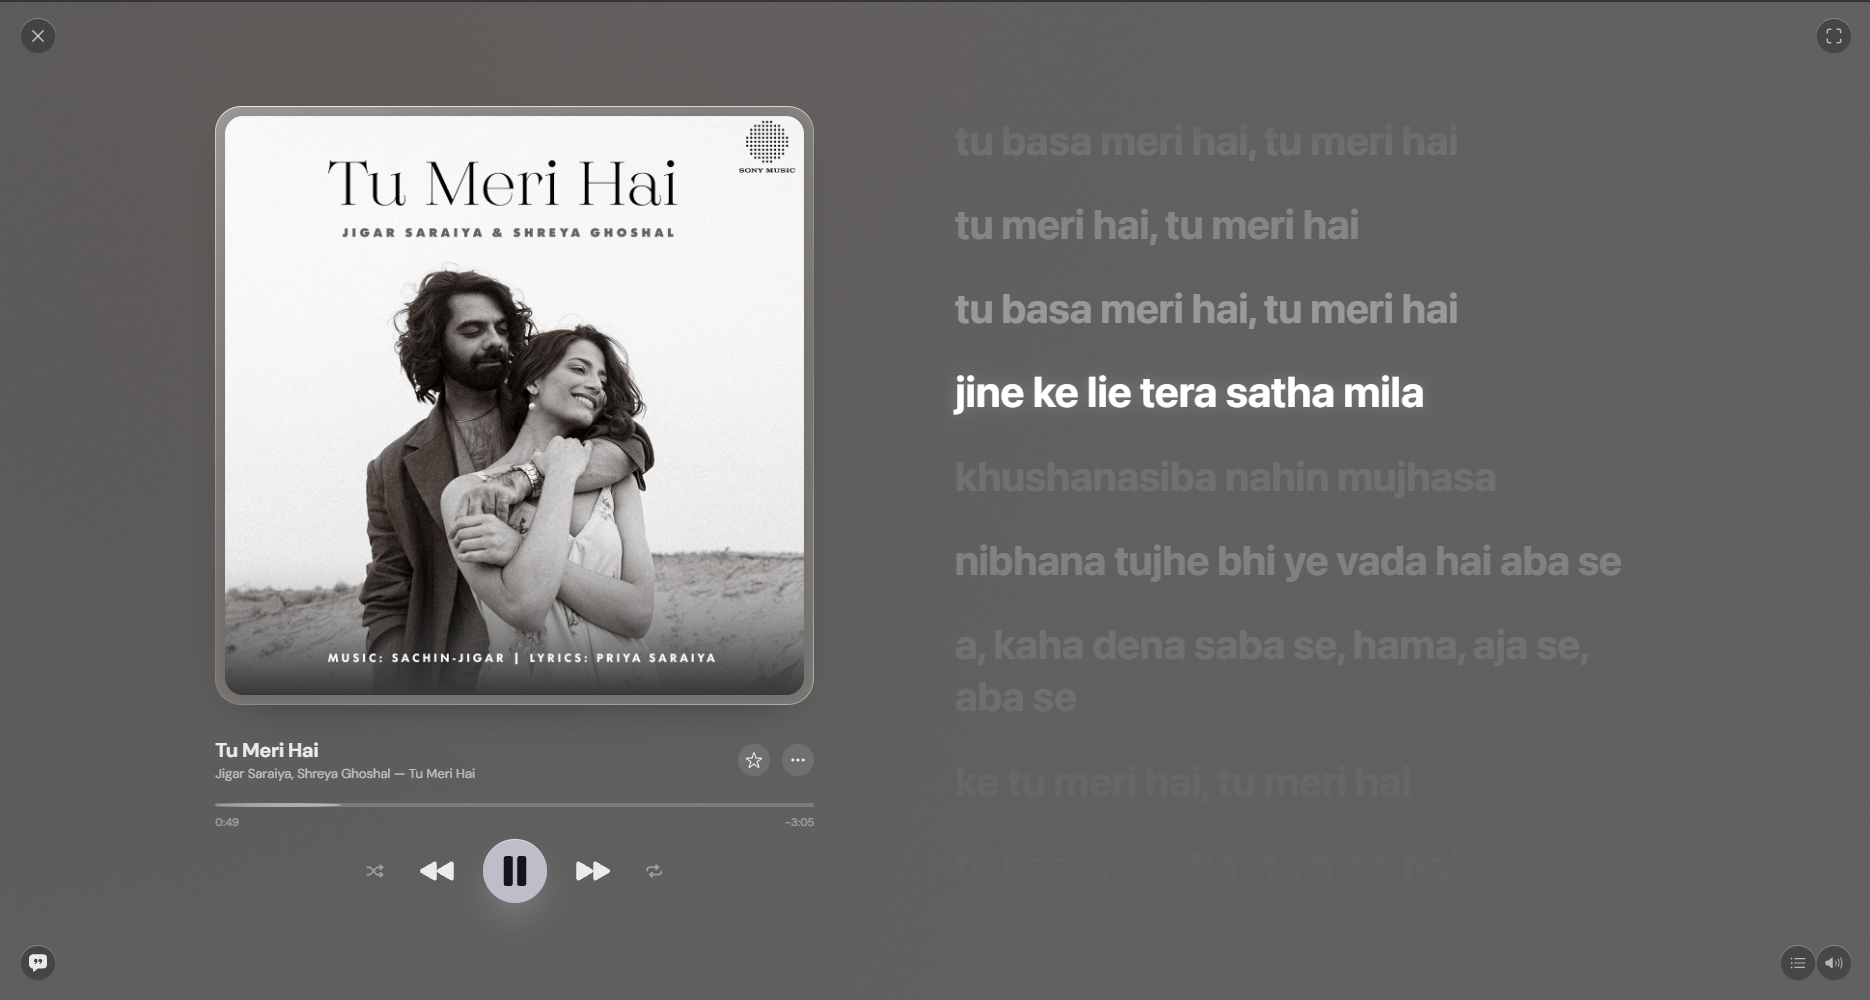 Tu Meri Hai
JIGAR SARAIYA & SHREYA GHOSHAL
SONY MUSIC
MUSIC: SACHIN-JIGAR | LYRICS: PRIYA SARAIYA
Tu Meri Hai
Jigar Saraiya, Shreya Ghoshal — Tu Meri Hai
0:49
-3:05
tu basa meri hai, tu meri hai
tu meri hai, tu meri hai
tu basa meri hai, tu meri hai
jine ke lie tera satha mila
khushanasiba nahin mujhasa
nibhana tujhe bhi ye vada hai aba se
a, kaha dena saba se, hama, aja se,
aba se
ke tu meri hai, tu meri hai
tu basa meri hai, tu meri hai